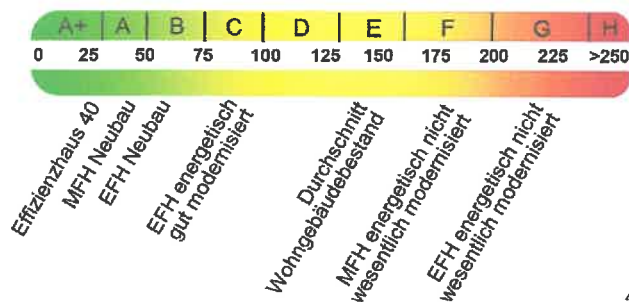 A+ A B C D E F G H
0 25 50 75 100 125 150 175 200 225 >250
Effizienzhaus 40
MFH Neubau
EFH Neubau
EFH energetisch
gut modernisiert
Durchschnitt
Wohngebäudebestand
MFH energetisch nicht
wesentlich modernisiert
EFH energetisch nicht
wesentlich modernisiert